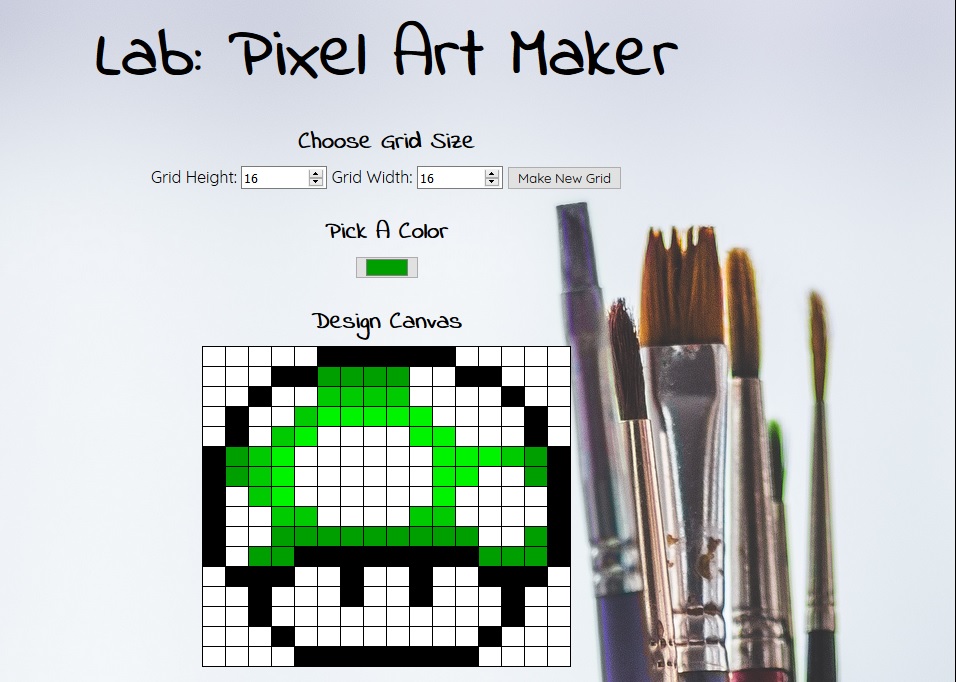 Lab: Pixel Art Maker
Choose Grid Size
Grid Height: 16 Grid Width: 16 Make New Grid
Pick A Color
Design Canvas